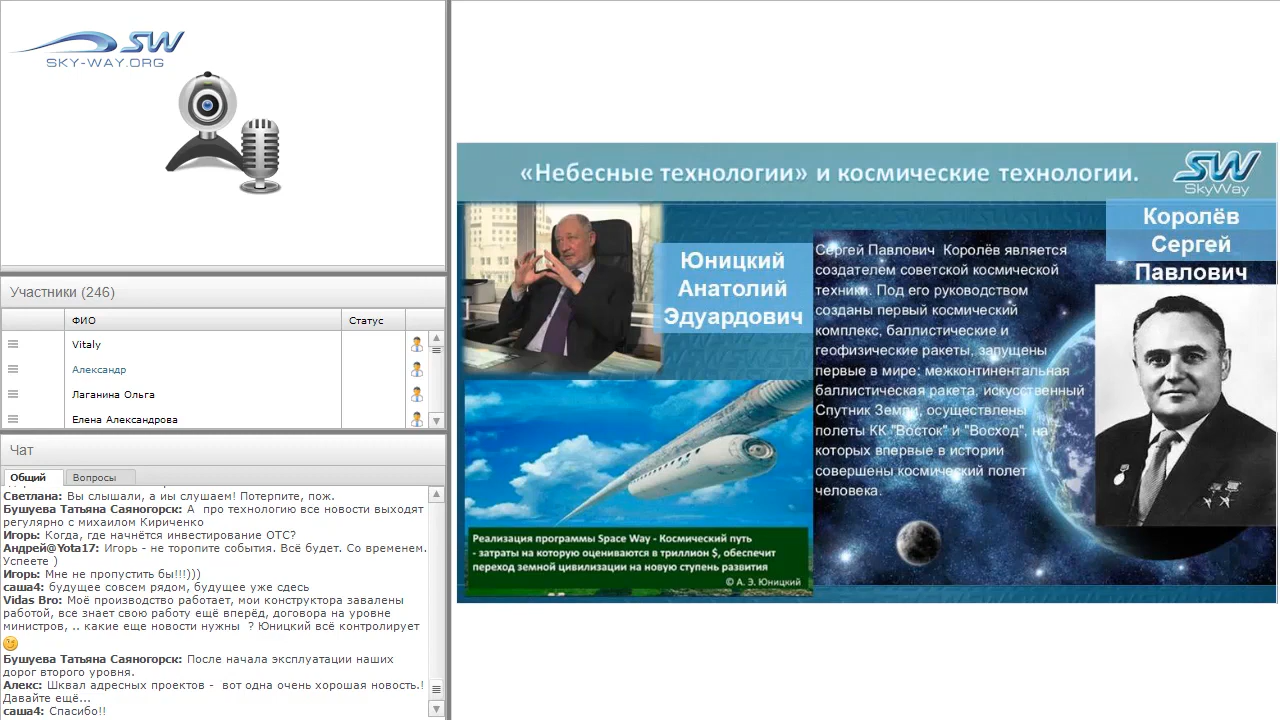 SW
SKY-WAY.ORG
Участники (246)
ФИО
Статус
Vitaly
Александр
Лаганина Ольга
Елена Александрова
Чат
Общий
Вопросы
Светлана: Вы слышали, а иы слушаем! Потерпите, пож.
Бушуева Татьяна Саяногорск: А про технологию все новости выходят
регулярно с михаилом Кириченко
Игорь: Когда, где начнётся инвестирование ОТС?
Андрей@Yota17: Игорь - не торопите события. Всё будет. Со временем.
Успеете )
Игорь: Мне не пропустить бы!!!)))
саша4: будущее совсем рядом, будущее уже сдесь
Vidas Bro: Моё производство работает, мои конструктора завалены
работой, все знает свою работу ещё вперёд, договора на уровне
министров, .. какие еще новости нужны ? Юницкий всё контролирует
Бушуева Татьяна Саяногорск: После начала эксплуатации наших
дорог второго уровня.
Алекс: Шквал адресных проектов - вот одна очень хорошая новость.!
Давайте ещё...
саша4: Спасибо!!
«Небесные технологии» и космические технологии.
SW
SkyWay
Юницкий
Анатолий
Эдуардович
Королёв
Сергей
Павлович
Сергей Павлович Королёв является
создателем советской космической
техники. Под его руководством
созданы первый космический
комплекс, баллистические и
геофизические ракеты, запущены
первые в мире: межконтинентальная
баллистическая ракета, искусственный
Спутник Земли, осуществлены
полеты КК "Восток" и "Восход", на
которых впервые в истории
совершены космический полет
человека.
Реализация программы Space Way - Космический путь
- затраты на которую оцениваются в триллион $, обеспечит
переход земной цивилизации на новую ступень развития
© А. Э. Юницкий